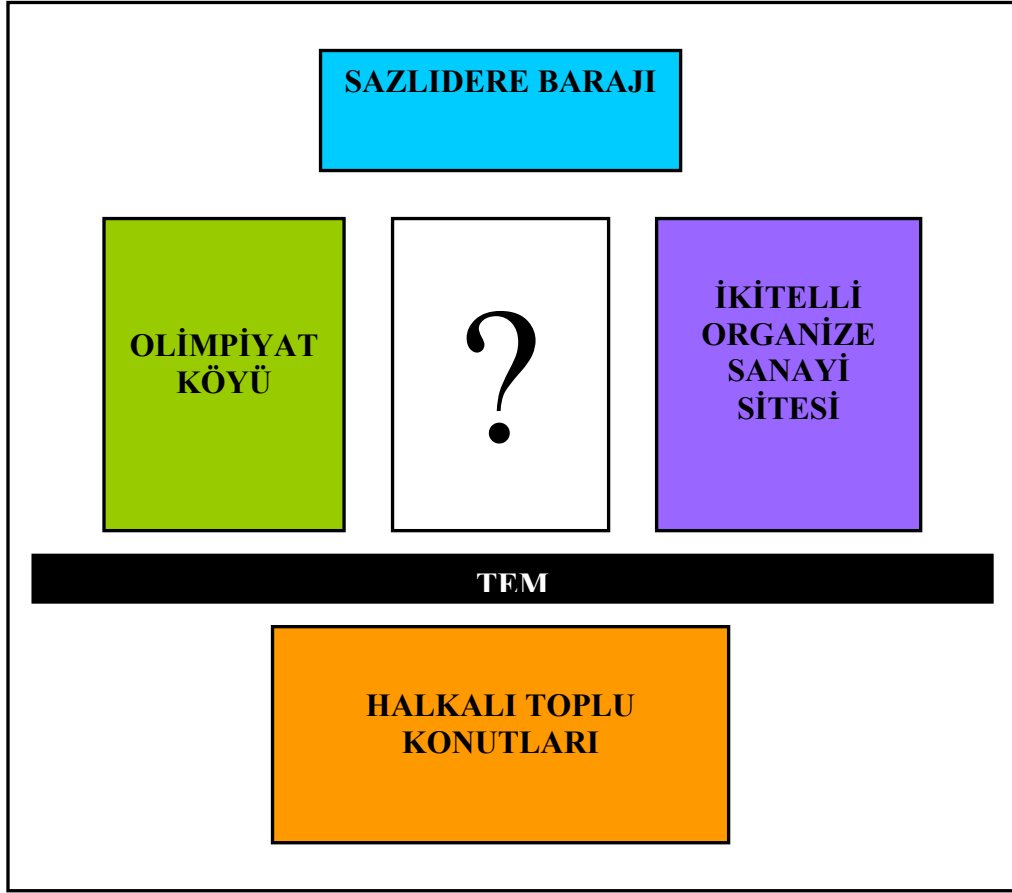 SAZLIDERE BARAJI
OLİMPİYAT
KÖYÜ
?
İKİTELLİ
ORGANİZE
SANAYİ
SİTESİ
TEM
HALKALI TOPLU
KONUTLARI